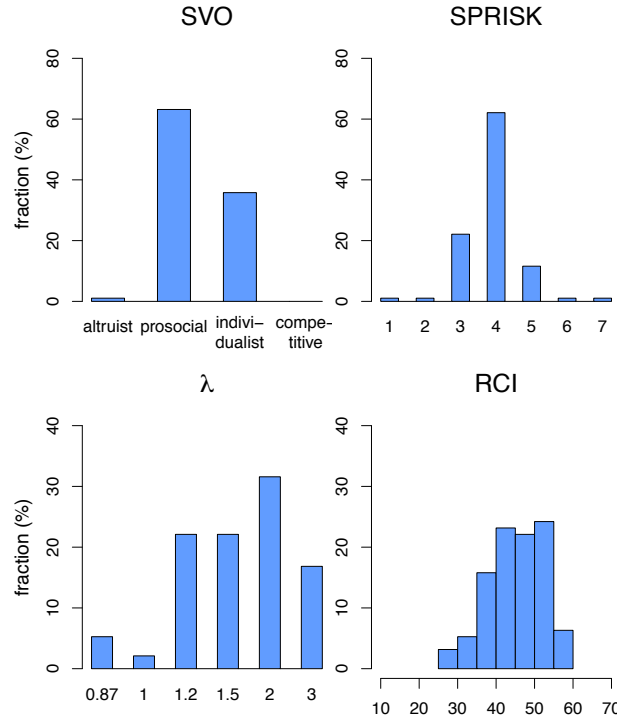 SVO
fraction (%)
0
20
40
60
80
altruist prosocial indivi- compe-
dualist titive
SPRISK
0
20
40
60
80
1 2 3 4 5 6 7
λ
fraction (%)
0
10
20
30
40
0.87 1 1.2 1.5 2 3
RCI
0
10
20
30
40
10 20 30 40 50 60 70